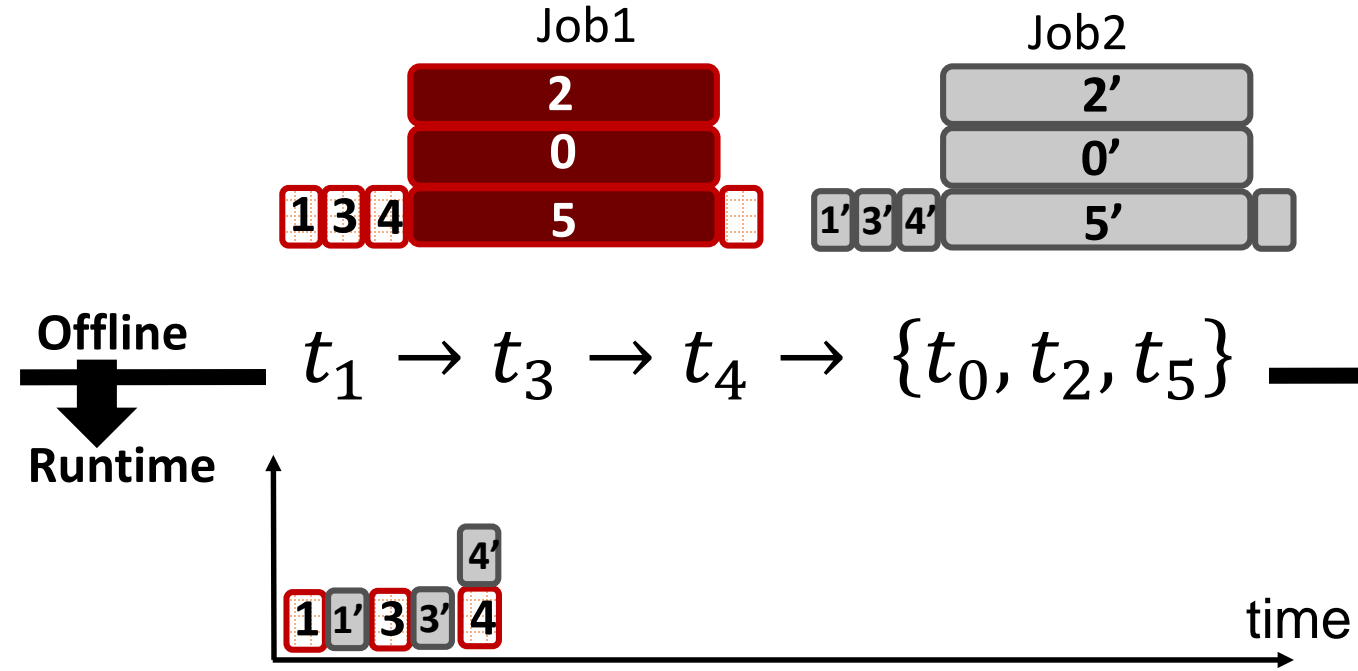 Job1 Job2
2 2’
0 0’
1 3 4 5 1’ 3’ 4’ 5’
Offline
t₁ → t₃ → t₄ → {t₀, t₂, t₅}
Runtime
4’
1 1’ 3 3’ 4
time